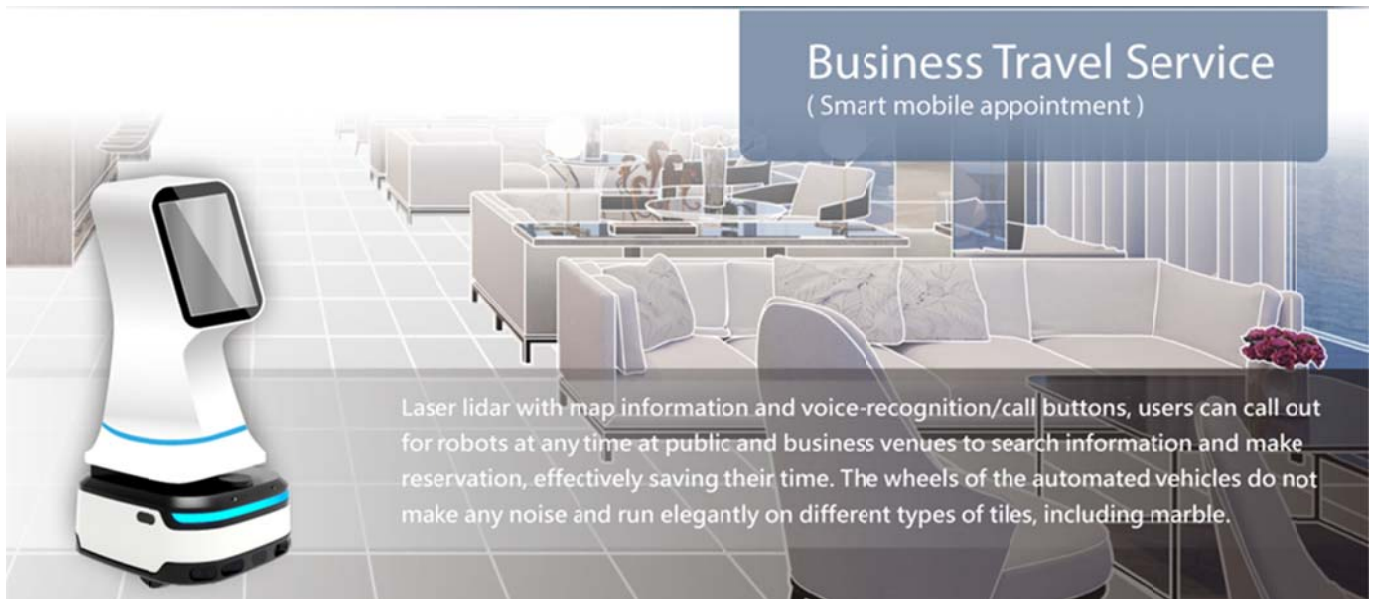 Business Travel Service
( Smart mobile appointment )
Laser lidar with map information and voice-recognition/call buttons, users can call out
for robots at any time at public and business venues to search information and make
reservation, effectively saving their time. The wheels of the automated vehicles do not
make any noise and run elegantly on different types of tiles, including marble.